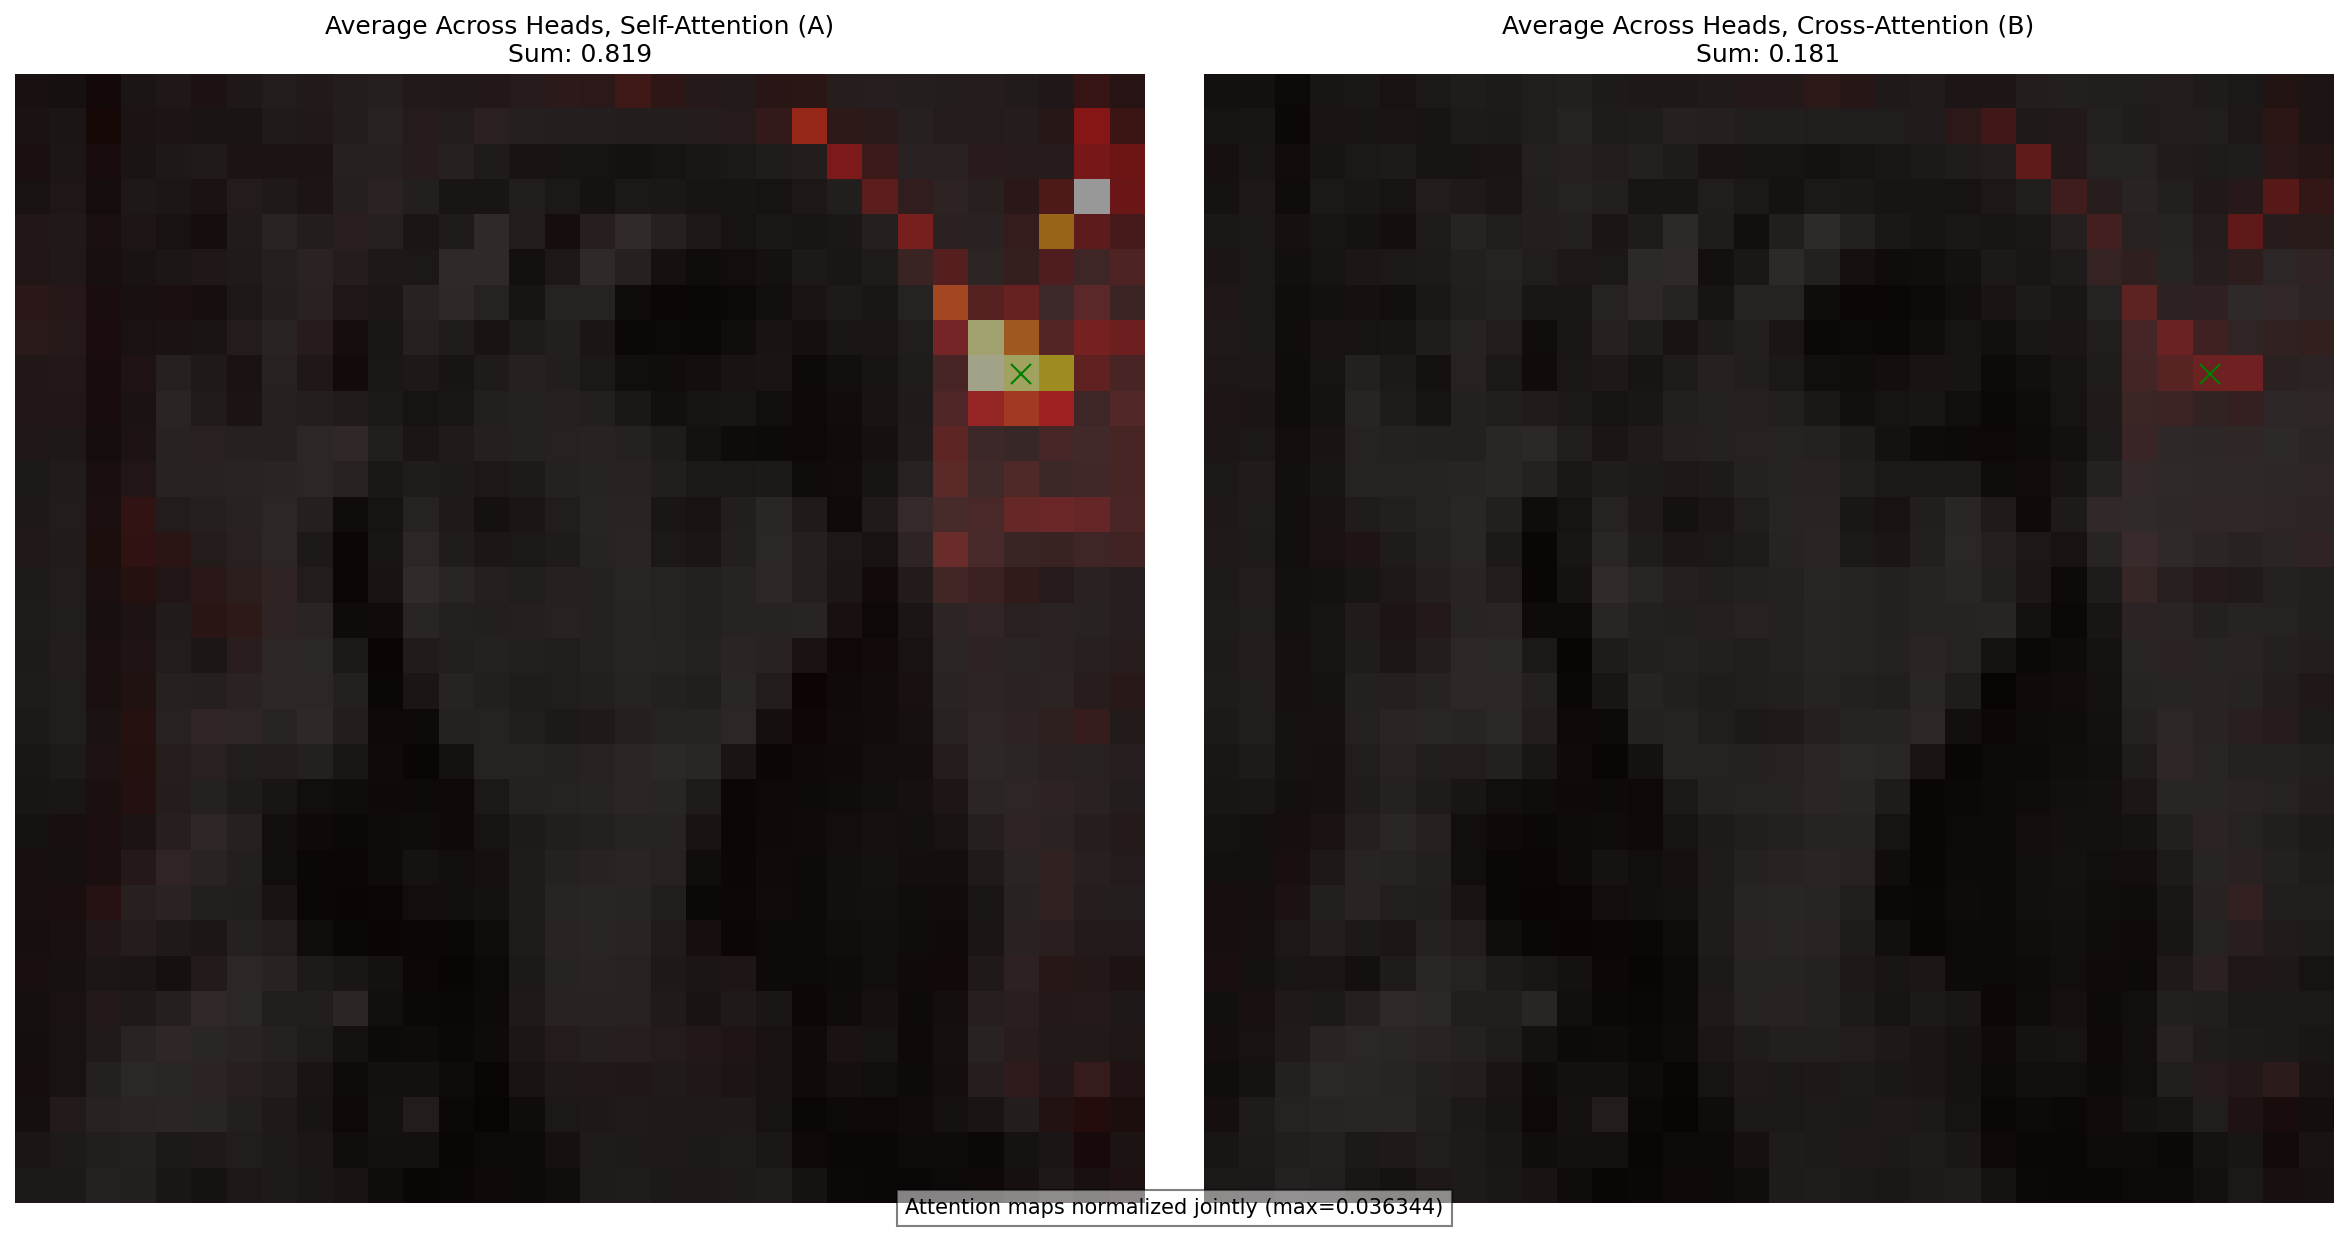 Average Across Heads, Self-Attention (A)
Sum: 0.819
Average Across Heads, Cross-Attention (B)
Sum: 0.181
Attention maps normalized jointly (max=0.036344)